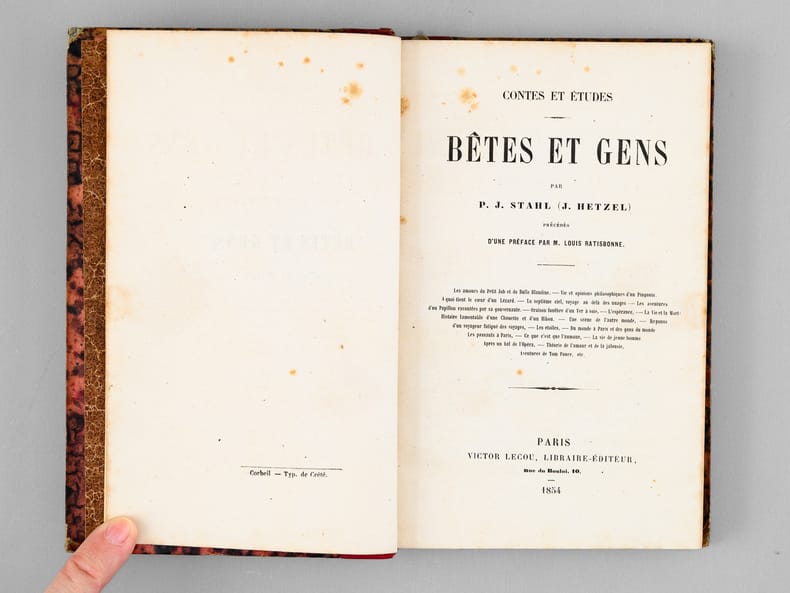 Corbeil — Typ. de Crété.
CONTES ET ÉTUDES
BÊTES ET GENS
PAR
P. J. STAHL (J. HETZEL)
PRÉCÉDÉS
D'UNE PRÉFACE PAR M. LOUIS RATISBONNE.
Les amours du Petit Job et de Belle Blandine. — Vie et opinions philosophiques d'un Pingouin
A quoi tient le cœur d'un Lézard. — Le septième ciel, voyage au delà des nuages — Les aventures
d'un Papillon racontées par sa gouvernante. — Oraison funèbre d'un Ver à soie, — L'espérance, — La Vie et la Mort
Histoire Lamentable d'une Chouette et d'un Hibou. — Une scène de l'autre monde, — Réponse
d'un voyageur fatigué des voyages, — Les étoiles, — Du monde à Paris et des gens du monde
Les passants à Paris, — Ce que c'est que l'aumone, — La vie de jeune homme
Après un bal de l'Opéra, — Théorie de l'amour et de la jalousie,
Aventures de Tom Pouce, etc.
PARIS
VICTOR LECOU, LIBRAIRE-ÉDITEUR,
Rue du Bouloi, 10.
1854